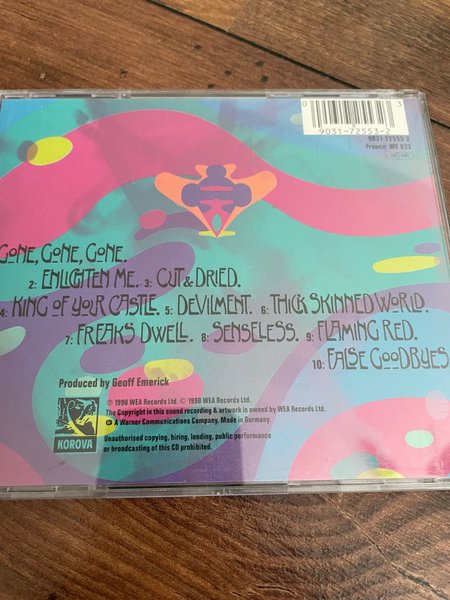 0 3
9031-72553-2
9031-72553-2
France: WE 833
GONE, GONE, GONE.
2: ENLIGHTEN ME. 3: CUT & DRIED.
4: KING OF YOUR CASTLE. 5: DEVILMENT. 6: THICK SKINNED WORLD.
7: FREAKS DWELL. 8: SENSELESS. 9: FLAMING RED.
10: FALSE GOODBYES
Produced by Geoff Emerick
℗ 1990 WEA Records Ltd. © 1990 WEA Records Ltd.
The Copyright in this sound recording & artwork is owned by WEA Records Ltd.
A Warner Communications Company. Made in Germany.
KOROVA
Unauthorised copying, hiring, lending, public performance
or broadcasting of this CD prohibited.